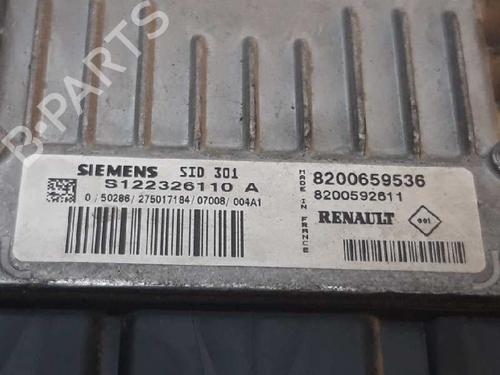 B-PARTS
SIEMENS SID 301
S122326110 A
0/50286/275017184/07008/004A1
MADE IN FRANCE
8200659536
8200592611
RENAULT
001